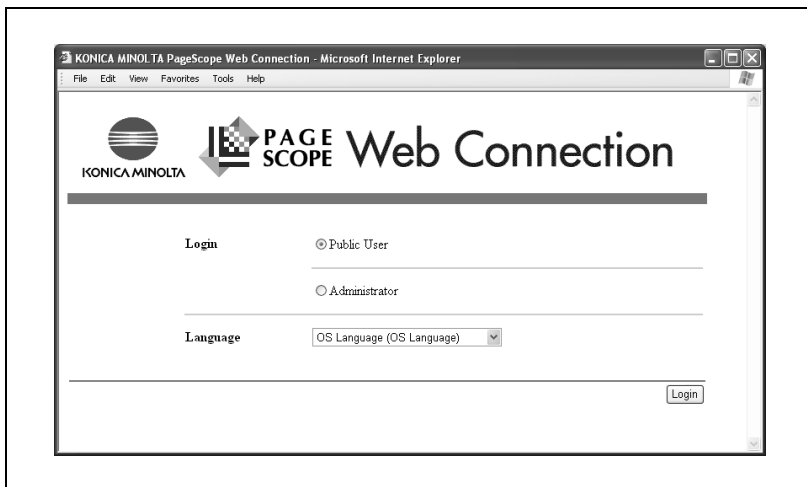 KONICA MINOLTA PageScope Web Connection - Microsoft Internet Explorer
File Edit View Favorites Tools Help
KONICA MINOLTA
PAGE SCOPE Web Connection
Login Public User
Administrator
Language OS Language (OS Language)
Login